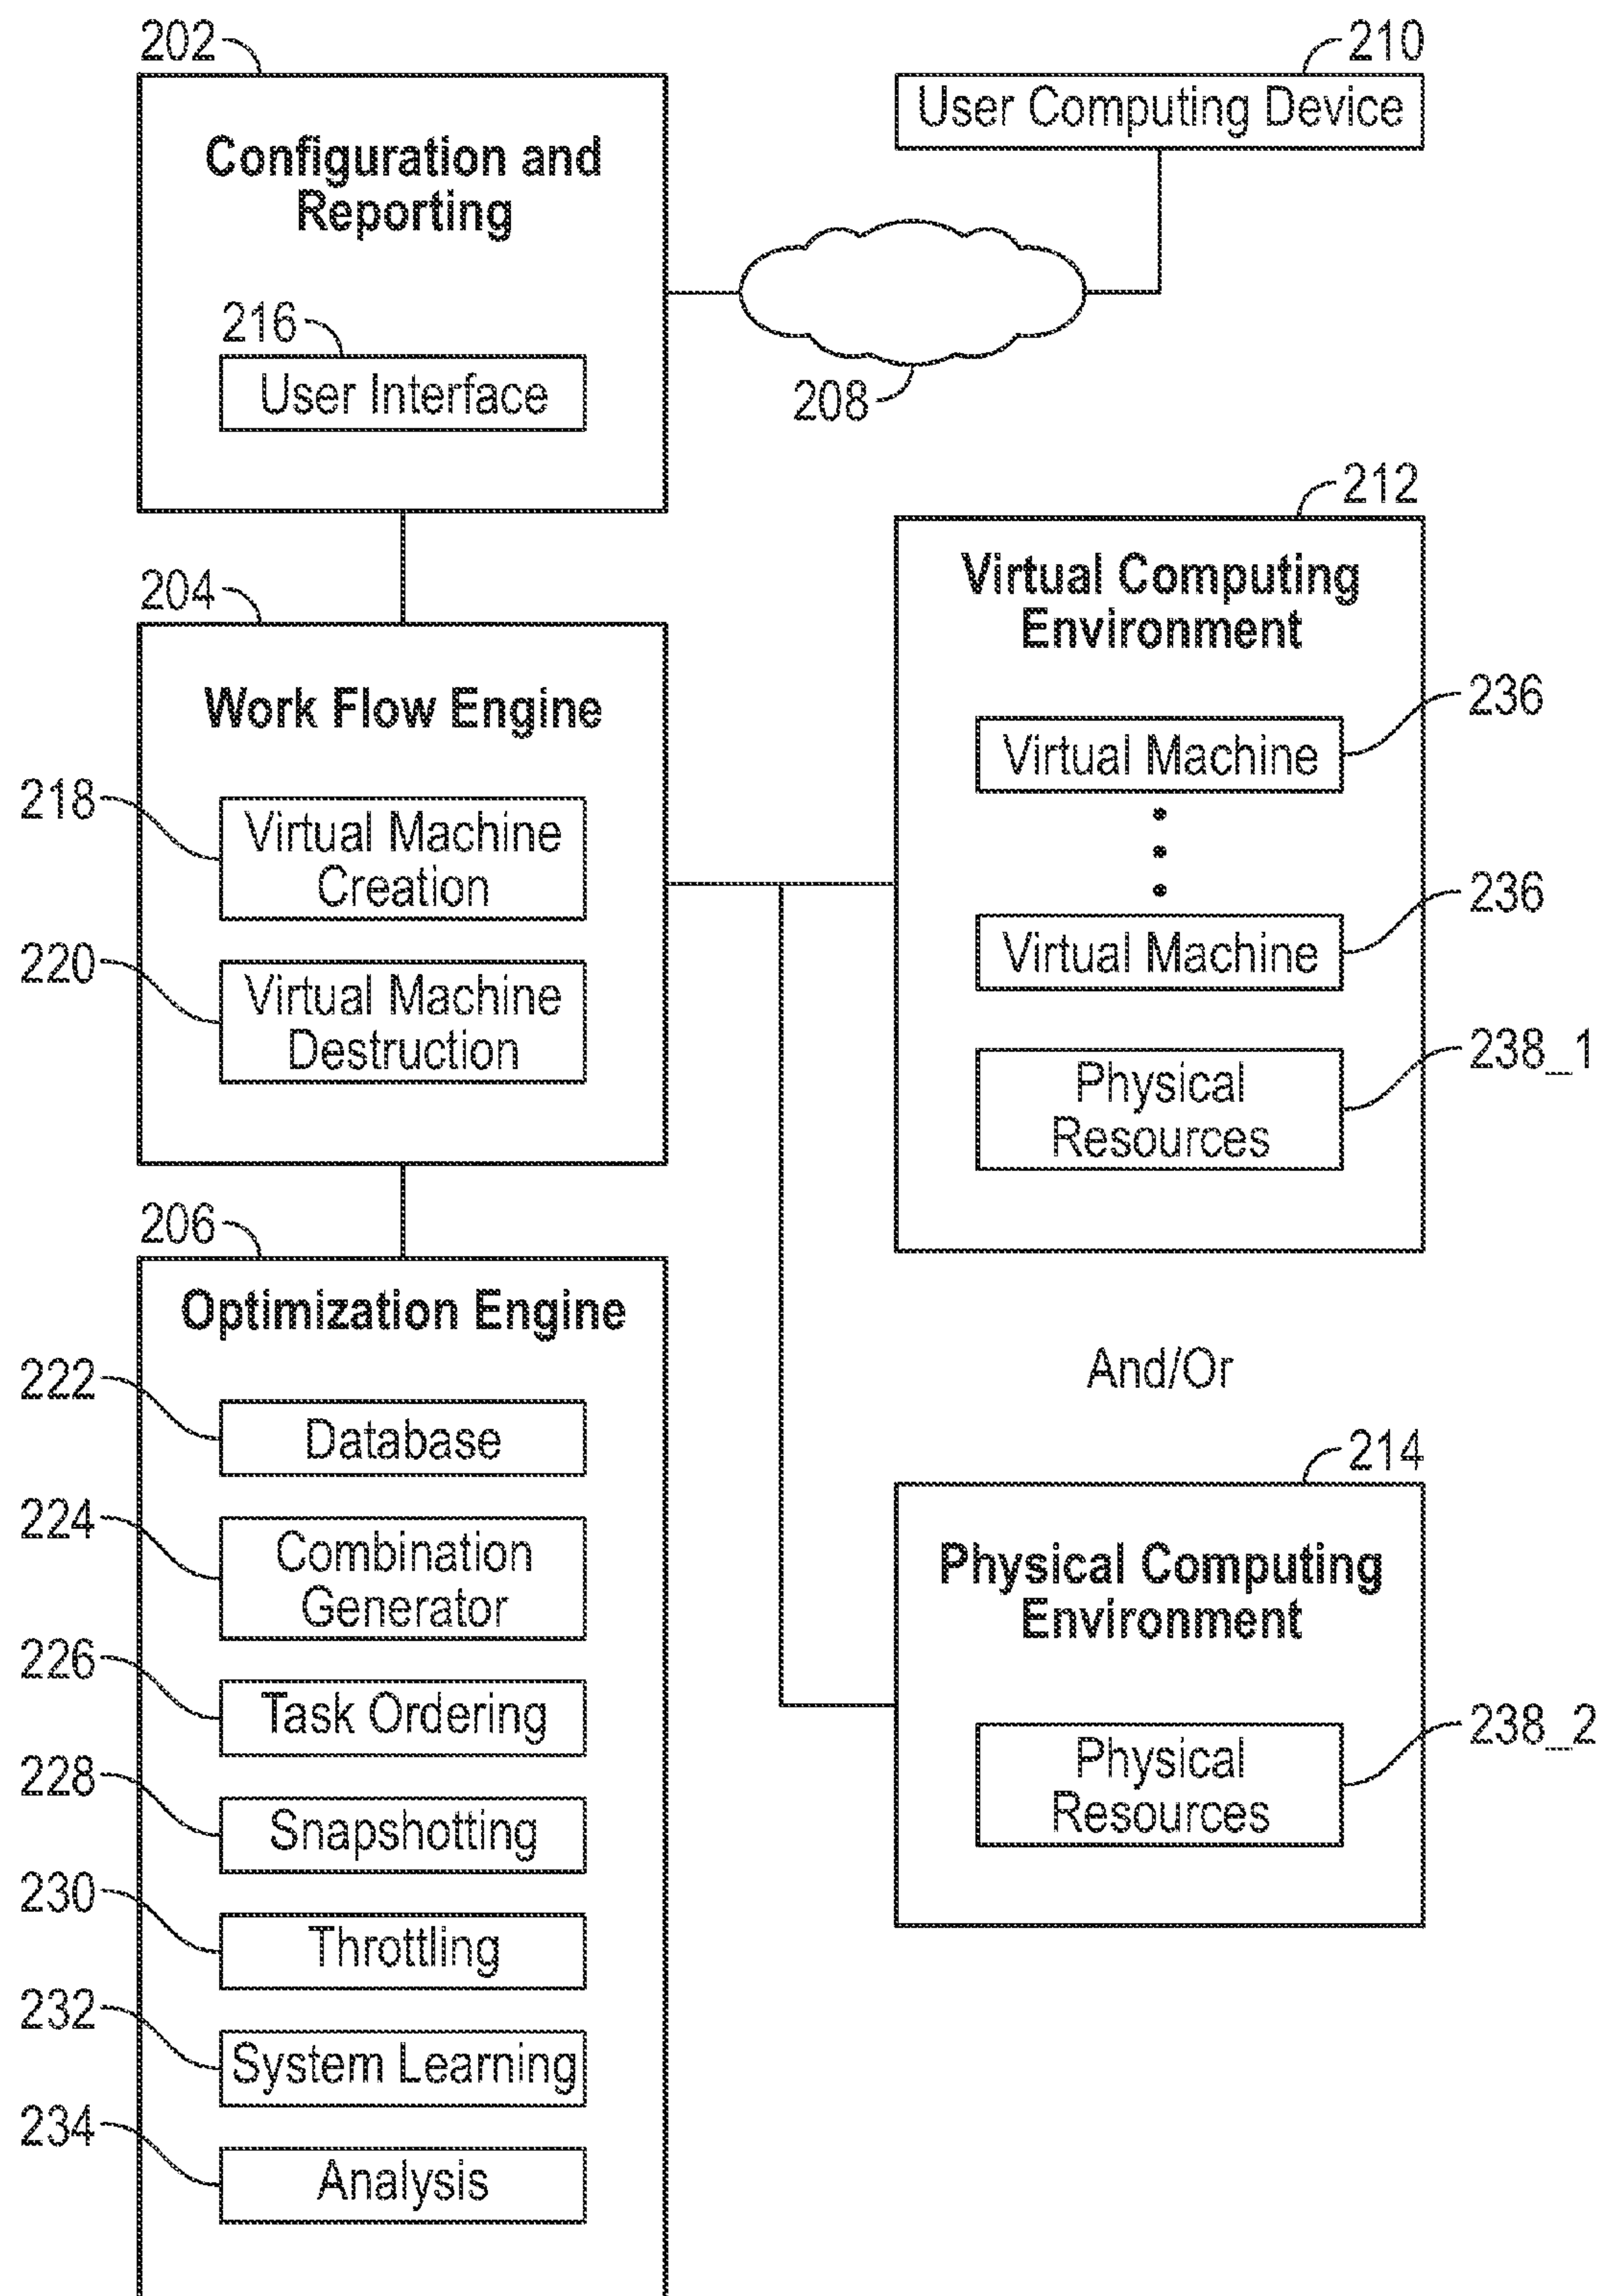 202
Configuration and
Reporting
216
User Interface
210
User Computing Device
208
204
Work Flow Engine
218
Virtual Machine
Creation
220
Virtual Machine
Destruction
212
Virtual Computing
Environment
236
Virtual Machine
236
Virtual Machine
238_1
Physical
Resources
206
Optimization Engine
222
Database
224
Combination
Generator
226
Task Ordering
228
Snapshotting
230
Throttling
232
System Learning
234
Analysis
And/Or
214
Physical Computing
Environment
238_2
Physical
Resources